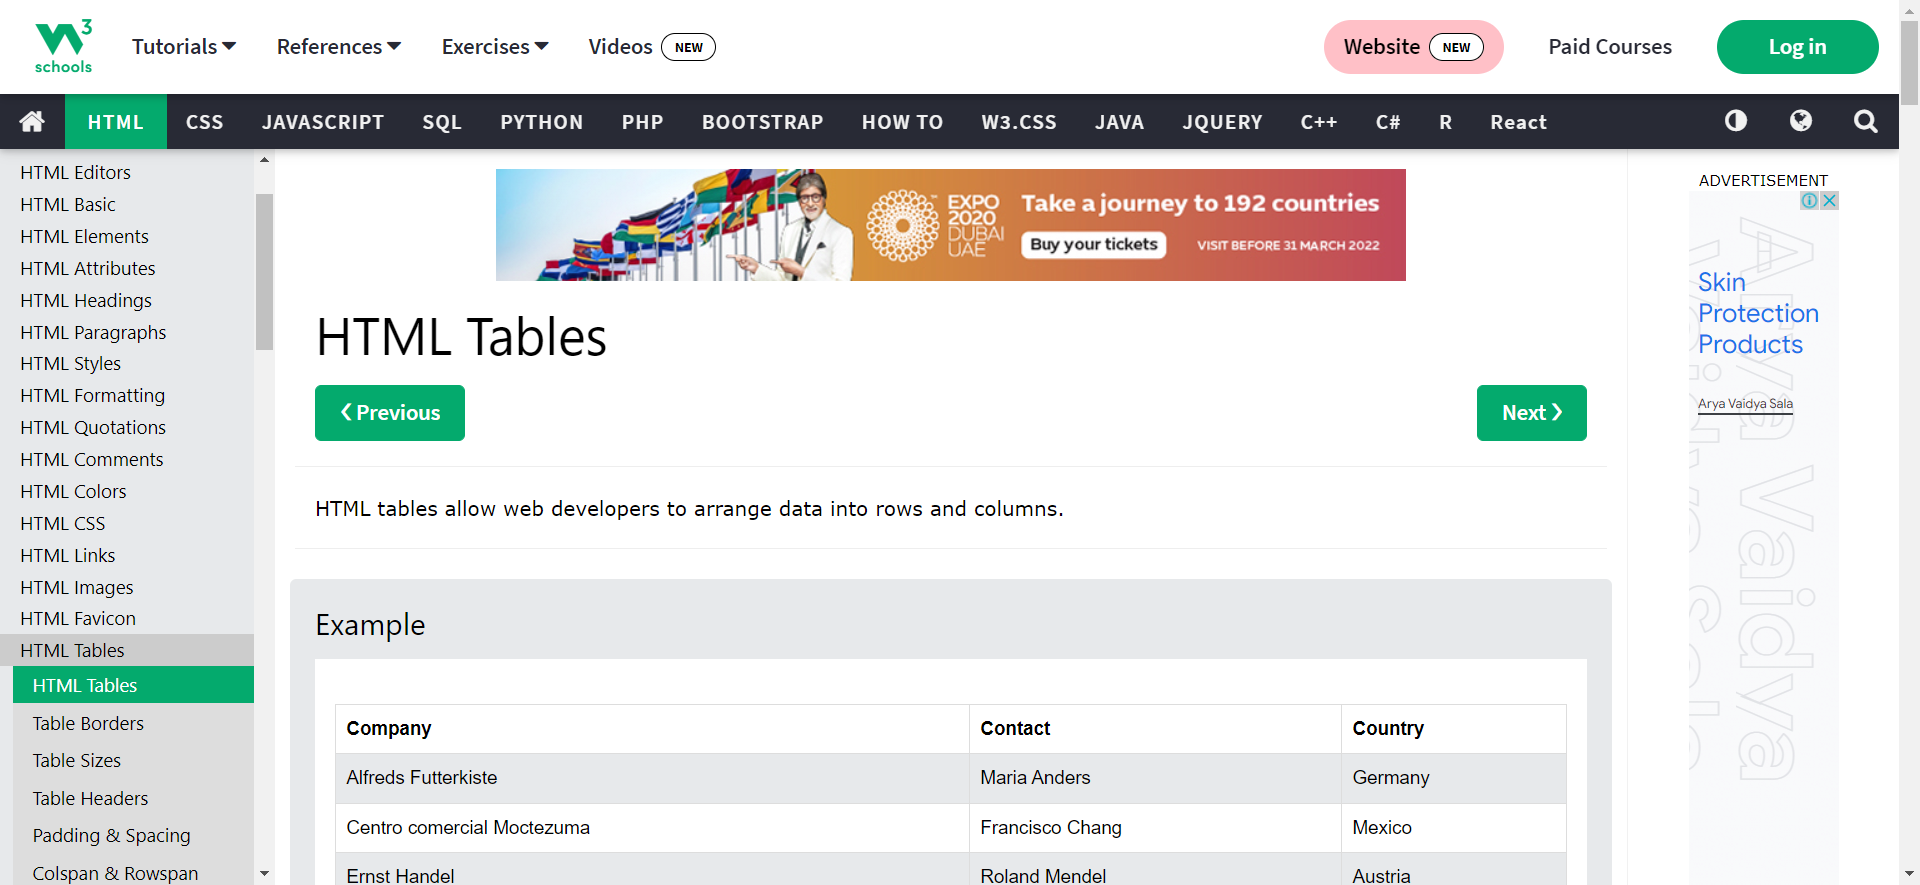 3
schools
Tutorials
References
Exercises
Videos NEW
Website NEW
Paid Courses
Log in
HTML
CSS
JAVASCRIPT
SQL
PYTHON
PHP
BOOTSTRAP
HOW TO
W3.CSS
JAVA
JQUERY
C++
C#
R
React
HTML Editors
HTML Basic
HTML Elements
HTML Attributes
HTML Headings
HTML Paragraphs
HTML Styles
HTML Formatting
HTML Quotations
HTML Comments
HTML Colors
HTML CSS
HTML Links
HTML Images
HTML Favicon
HTML Tables
HTML Tables
Table Borders
Table Sizes
Table Headers
Padding & Spacing
Colspan & Rowspan
EXPO
2020
DUBAI
UAE
Take a journey to 192 countries
Buy your tickets
VISIT BEFORE 31 MARCH 2022
HTML Tables
❮ Previous
Next ❯
HTML tables allow web developers to arrange data into rows and columns.
Example
Company Contact Country
Alfreds Futterkiste Maria Anders Germany
Centro comercial Moctezuma Francisco Chang Mexico
Ernst Handel Roland Mendel Austria
ADVERTISEMENT
Skin
Protection
Products
Arya Vaidya Sala
Arya Vaidya